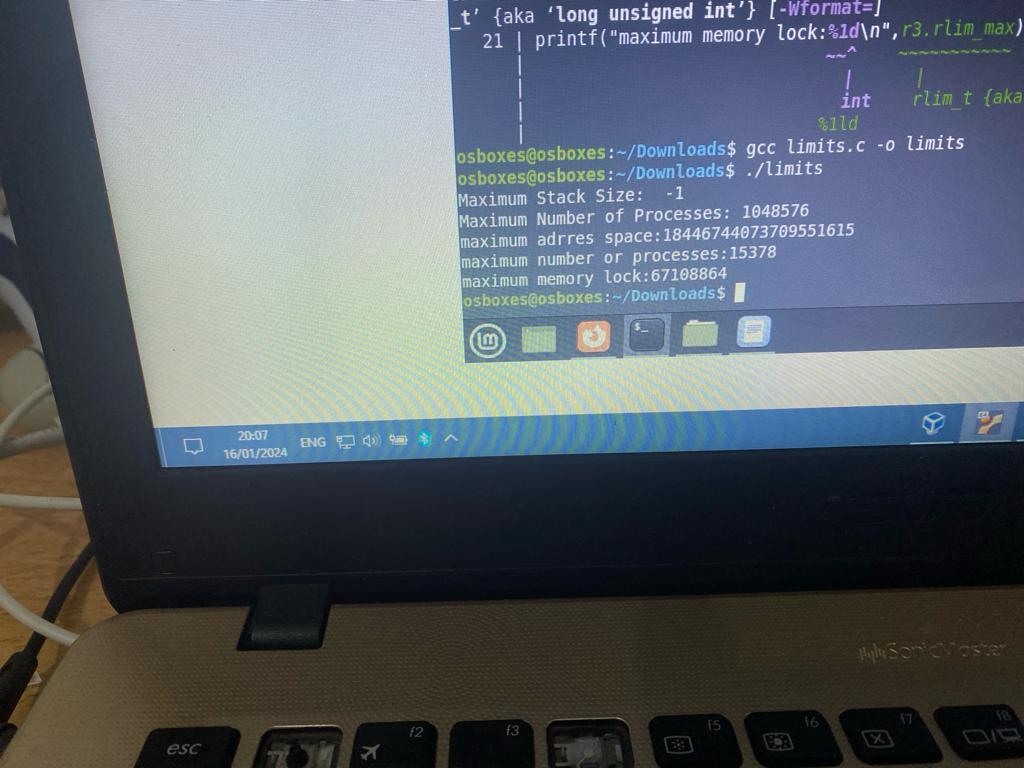 _t' {aka 'long unsigned int'} [-Wformat=]
21 | printf("maximum memory lock:%1d\n",r3.rlim_max)
~~^ ~~~~~~~~~~~
| |
int rlim_t {aka
%1ld
osboxes@osboxes:~/Downloads$ gcc limits.c -o limits
osboxes@osboxes:~/Downloads$ ./limits
Maximum Stack Size:  -1
Maximum Number of Processes: 1048576
maximum adrres space:18446744073709551615
maximum number or processes:15378
maximum memory lock:67108864
osboxes@osboxes:~/Downloads$
20:07
16/01/2024
ENG
SonicMaster
esc
f2
f3
f5
f6
f7
f8